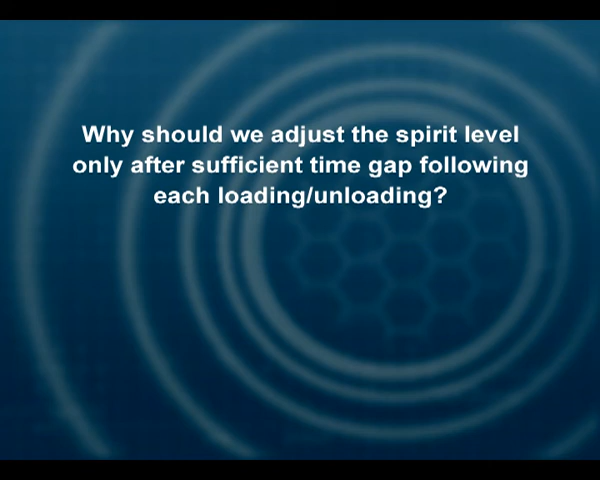 Why should we adjust the spirit level
only after sufficient time gap following
each loading/unloading?